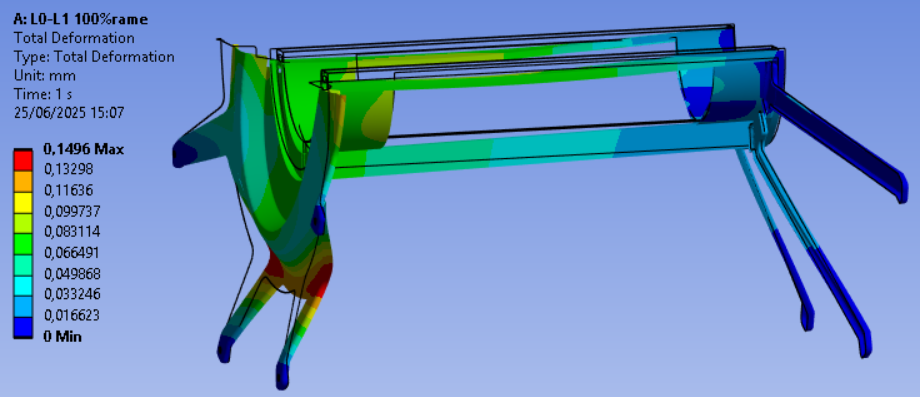 A: L0-L1 100%rame
Total Deformation
Type: Total Deformation
Unit: mm
Time: 1 s
25/06/2025 15:07
0,1496 Max
0,13298
0,11636
0,099737
0,083114
0,066491
0,049868
0,033246
0,016623
0 Min